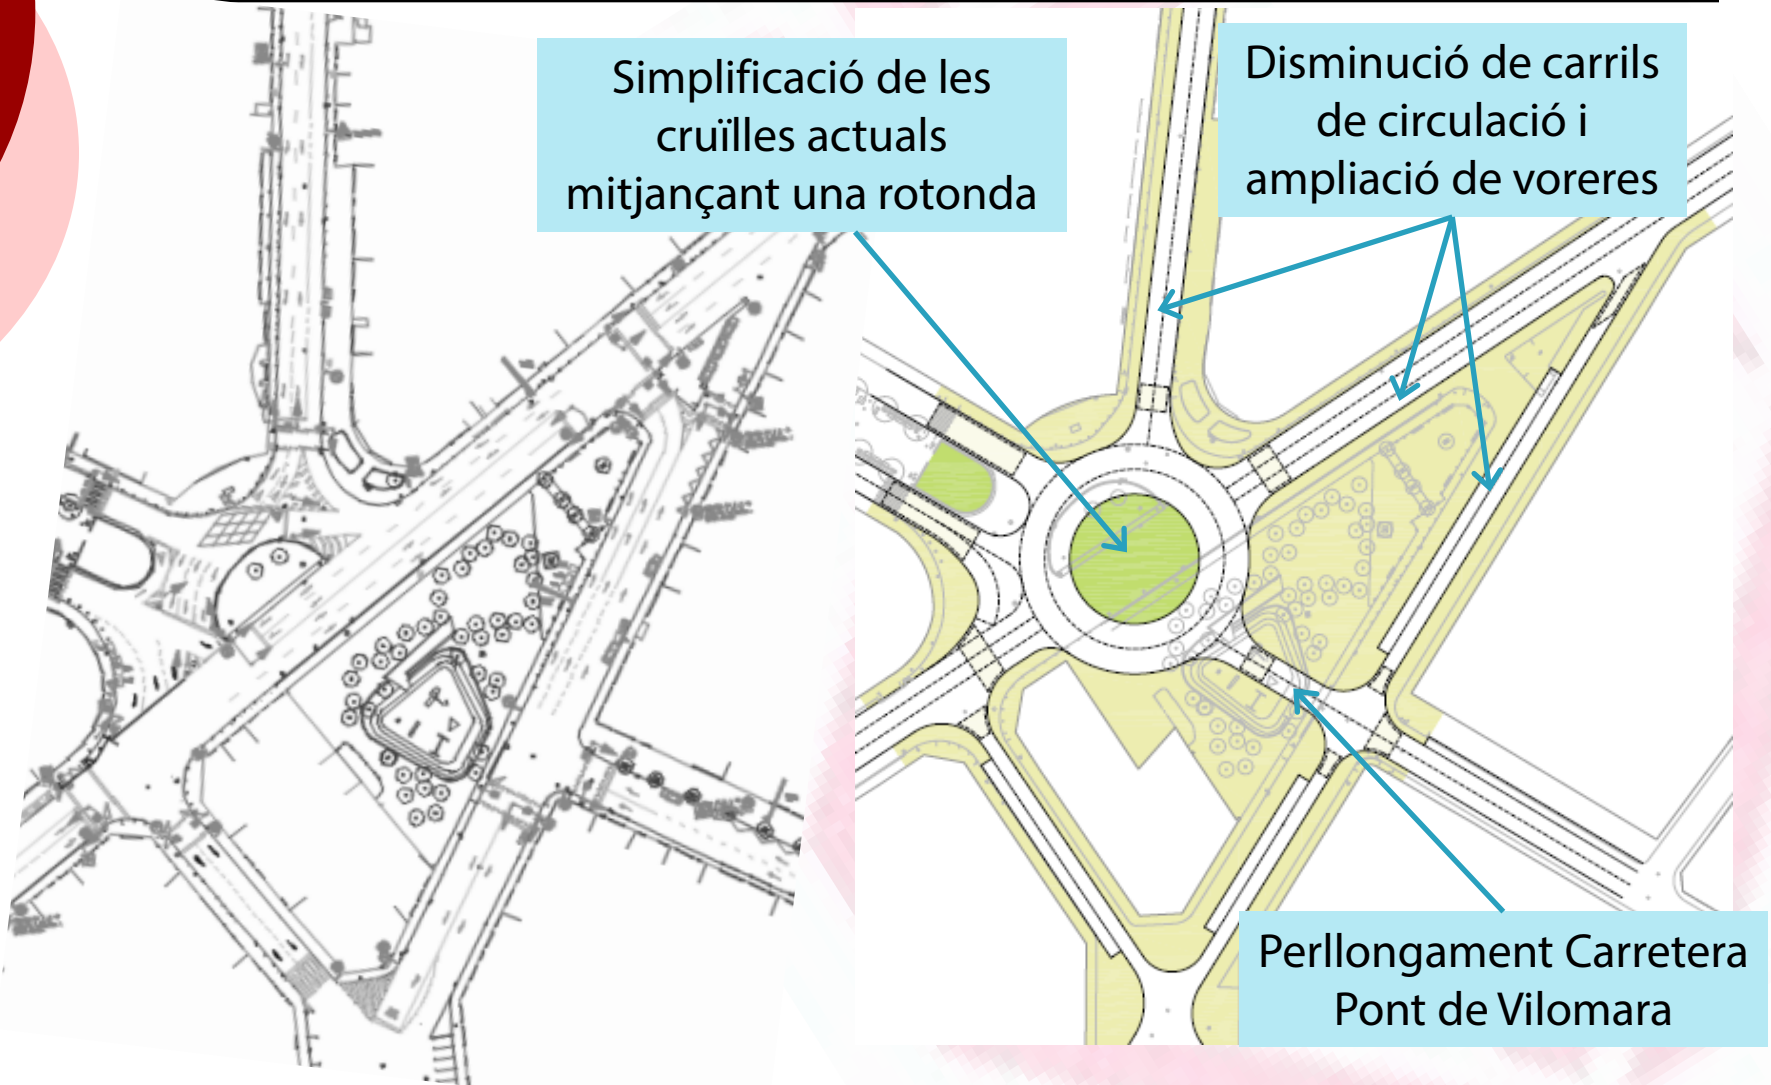 Simplificació de les
cruïlles actuals
mitjançant una rotonda
Disminució de carrils
de circulació i
ampliació de voreres
Perllongament Carretera
Pont de Vilomara